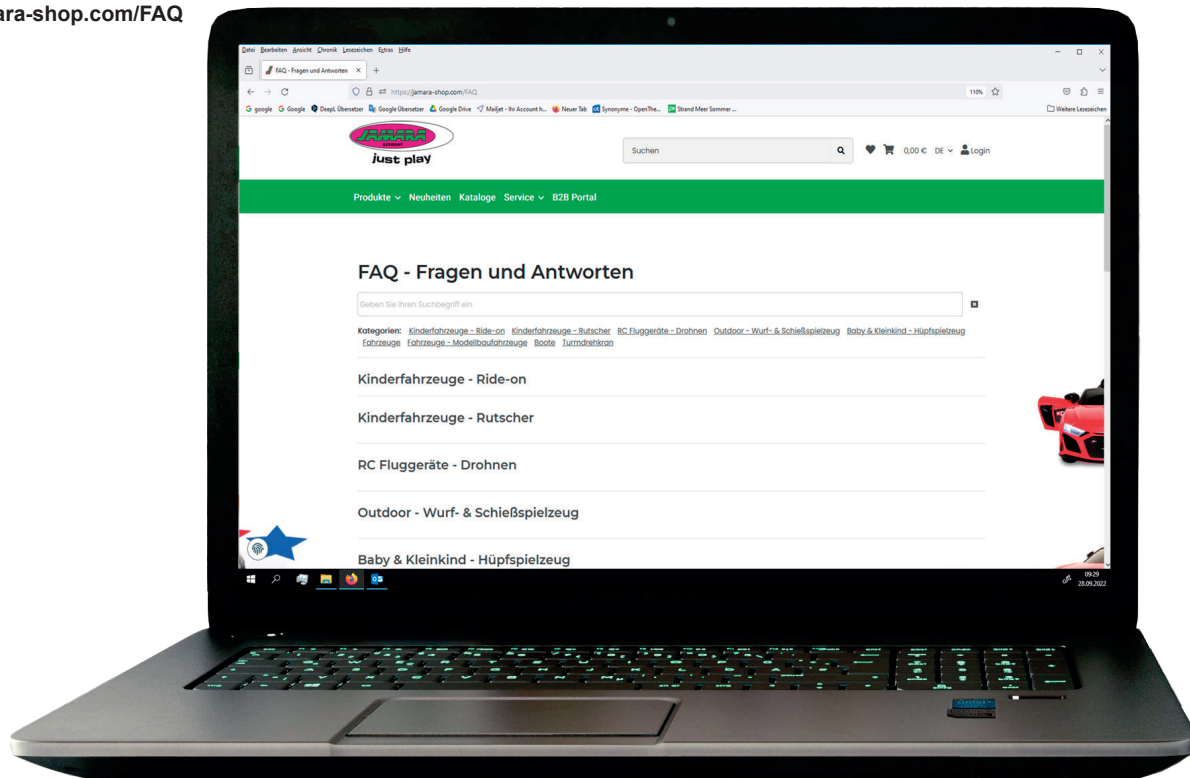 ara-shop.com/FAQ
Datei Bearbeiten Ansicht Chronik Lesezeichen Extras Hilfe
FAQ - Fragen und Antworten
https://jamara-shop.com/FAQ
110%
google Google DeepL Übersetzer Google Übersetzer Google Drive Mailjet - Ihr Account h... Neuer Tab Synonyme - OpenThe... Strand Meer Sommer ... Weitere Lesezeichen
JAMARA
GERMANY
just play
Suchen 0,00 € DE Login
Produkte Neuheiten Kataloge Service B2B Portal
FAQ - Fragen und Antworten
Geben Sie ihren Suchbegriff ein
Kategorien: Kinderfahrzeuge - Ride-on Kinderfahrzeuge - Rutscher RC Fluggeräte - Drohnen Outdoor - Wurf- & Schießspielzeug Baby & Kleinkind - Hüpfspielzeug
Fahrzeuge Fahrzeuge - Modellbaufahrzeuge Boote Turmdrehkran
Kinderfahrzeuge - Ride-on
Kinderfahrzeuge - Rutscher
RC Fluggeräte - Drohnen
Outdoor - Wurf- & Schießspielzeug
Baby & Kleinkind - Hüpfspielzeug
09:29
28.09.2022